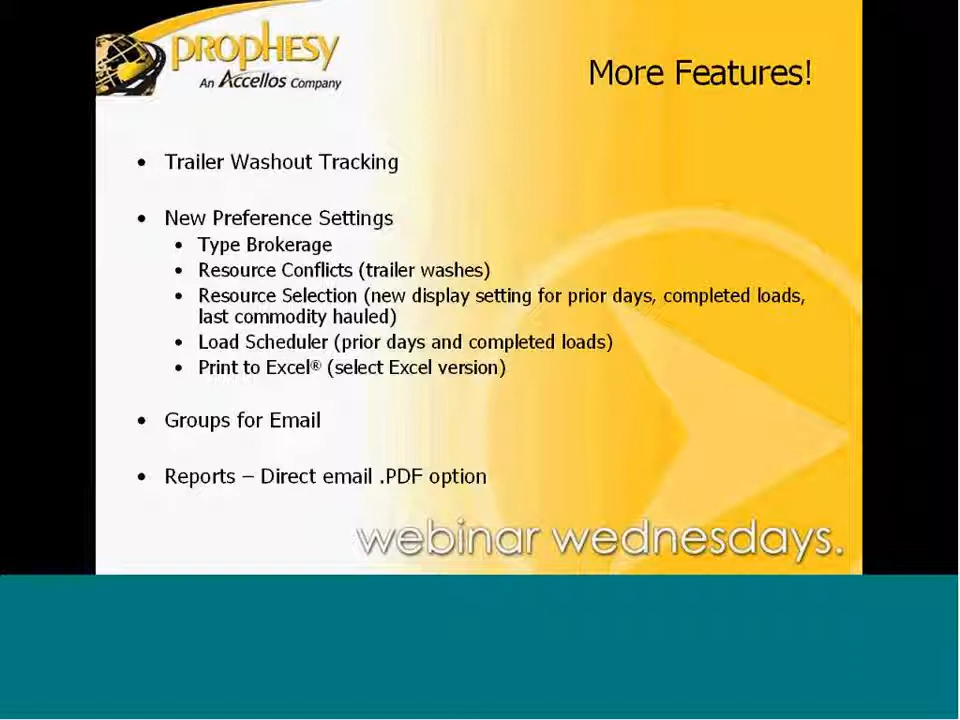 prophesy
An Accellos Company
More Features!
• Trailer Washout Tracking
• New Preference Settings
• Type Brokerage
• Resource Conflicts (trailer washes)
• Resource Selection (new display setting for prior days, completed loads,
last commodity hauled)
• Load Scheduler (prior days and completed loads)
• Print to Excel® (select Excel version)
• Groups for Email
• Reports – Direct email .PDF option
webinar wednesdays.